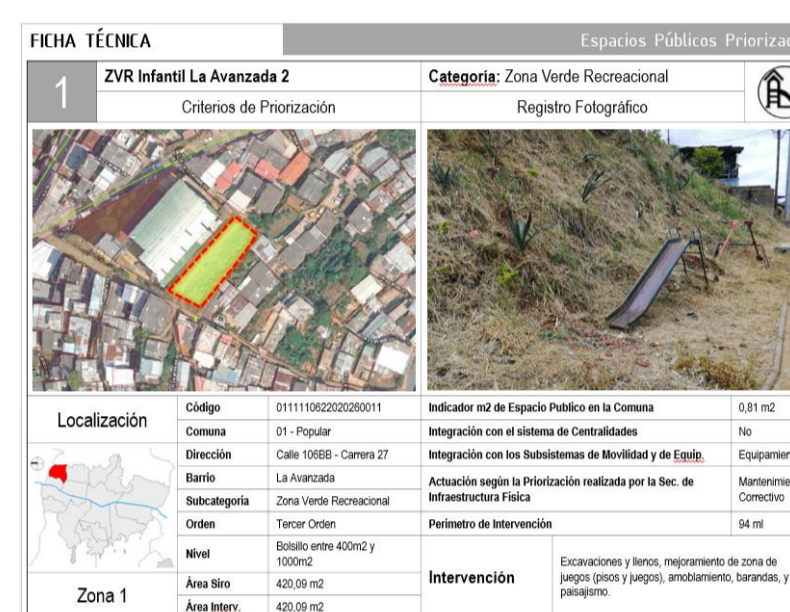 FICHA TÉCNICA
Espacios Públicos Prioriza
1
ZVR Infantil La Avanzada 2
Categoría: Zona Verde Recreacional
Criterios de Priorización
Registro Fotográfico
Localización
Código 0111110622020260011
Comuna 01 - Popular
Dirección Calle 106BB - Carrera 27
Barrio La Avanzada
Subcategoría Zona Verde Recreacional
Orden Tercer Orden
Nivel Bolsillo entre 400m2 y
1000m2
Zona 1
Área Siro 420,09 m2
Área Interv. 420.09 m2
Indicador m2 de Espacio Publico en la Comuna 0,81 m2
Integración con el sistema de Centralidades No
Integración con los Subsistemas de Movilidad y de Equip. Equipamien
Actuación según la Priorización realizada por la Sec. de
Infraestructura Física
Mantenimie
Correctivo
Perímetro de Intervención 94 ml
Intervención
Excavaciones y llenos, mejoramiento de zona de
juegos (pisos y juegos), amoblamiento, barandas, y
paisajismo.